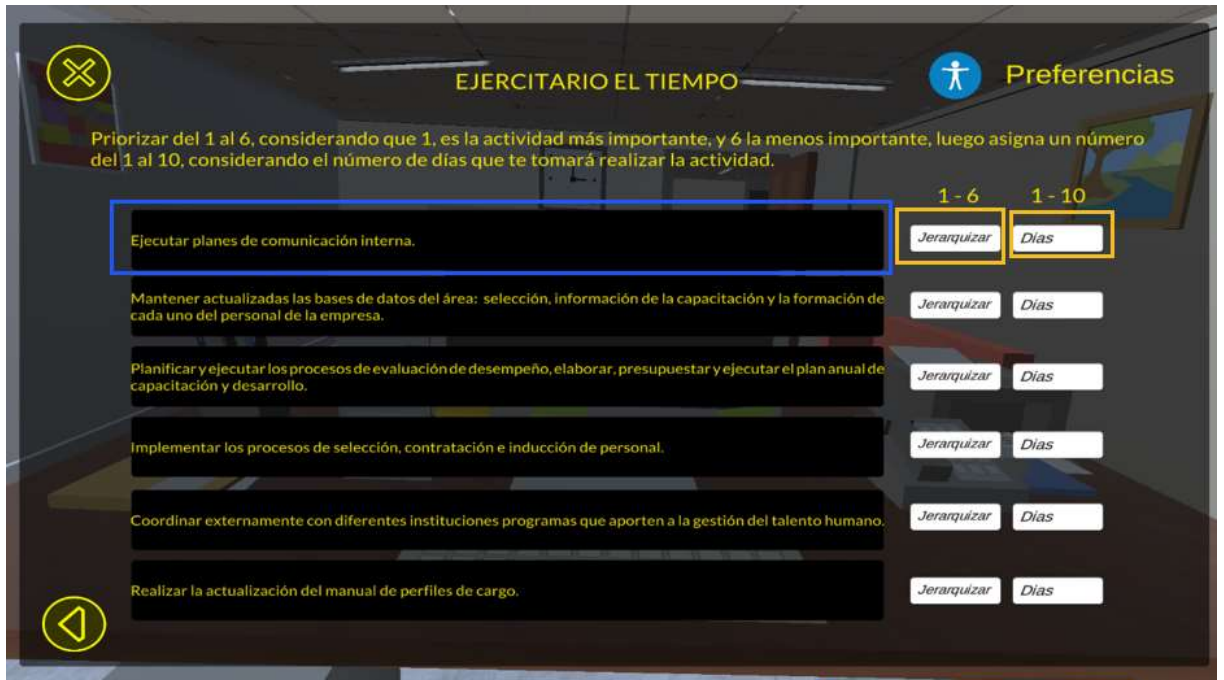 EJERCITARIO EL TIEMPO
Preferencias
Priorizar del 1 al 6, considerando que 1, es la actividad más importante, y 6 la menos importante, luego asigna un número
del 1 al 10, considerando el número de días que te tomará realizar la actividad.
1 - 6 1 - 10
Ejecutar planes de comunicación interna. Jerarquizar Dias
Mantener actualizadas las bases de datos del área: selección, información de la capacitación y la formación de
cada uno del personal de la empresa.
Jerarquizar Dias
Planificar y ejecutar los procesos de evaluación de desempeño, elaborar, presupuestar y ejecutar el plan anual de
capacitación y desarrollo.
Jerarquizar Dias
Implementar los procesos de selección, contratación e inducción de personal. Jerarquizar Dias
Coordinar externamente con diferentes instituciones programas que aporten a la gestión del talento humano. Jerarquizar Dias
Realizar la actualización del manual de perfiles de cargo. Jerarquizar Dias